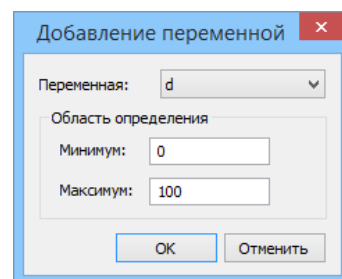 Добавление переменной
Переменная: d
Область определения
Минимум: 0
Максимум: 100
OK Отменить